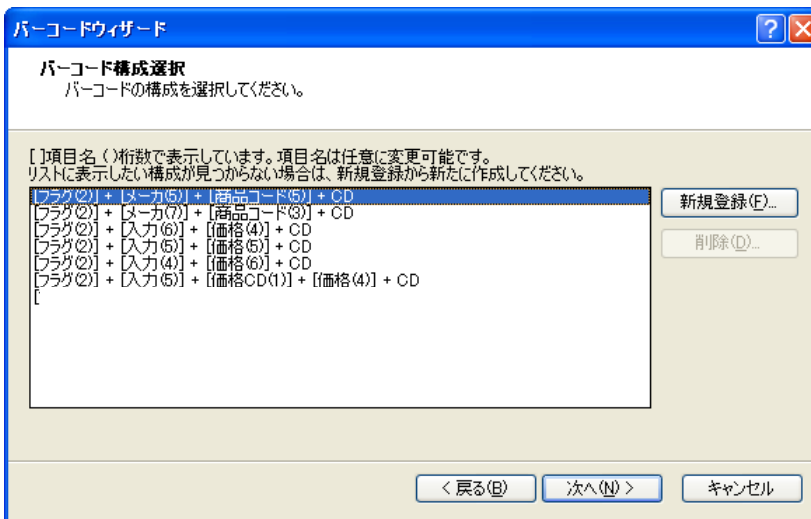 バーコードウィザード
バーコード構成選択
バーコードの構成を選択してください。
[ ]項目名 ( )桁数で表示しています。項目名は任意に変更可能です。
リストに表示したい構成が見つからない場合は、新規登録から新たに作成してください。
[フラグ(2)] + [メーカ(5)] + [商品コード(5)] + CD
[フラグ(2)] + [メーカ(7)] + [商品コード(3)] + CD
[フラグ(2)] + [入力(6)] + [価格(4)] + CD
[フラグ(2)] + [入力(5)] + [価格(5)] + CD
[フラグ(2)] + [入力(4)] + [価格(6)] + CD
[フラグ(2)] + [入力(5)] + [価格CD(1)] + [価格(4)] + CD
[
新規登録(F)...
削除(D)...
< 戻る(B)
次へ(N) >
キャンセル